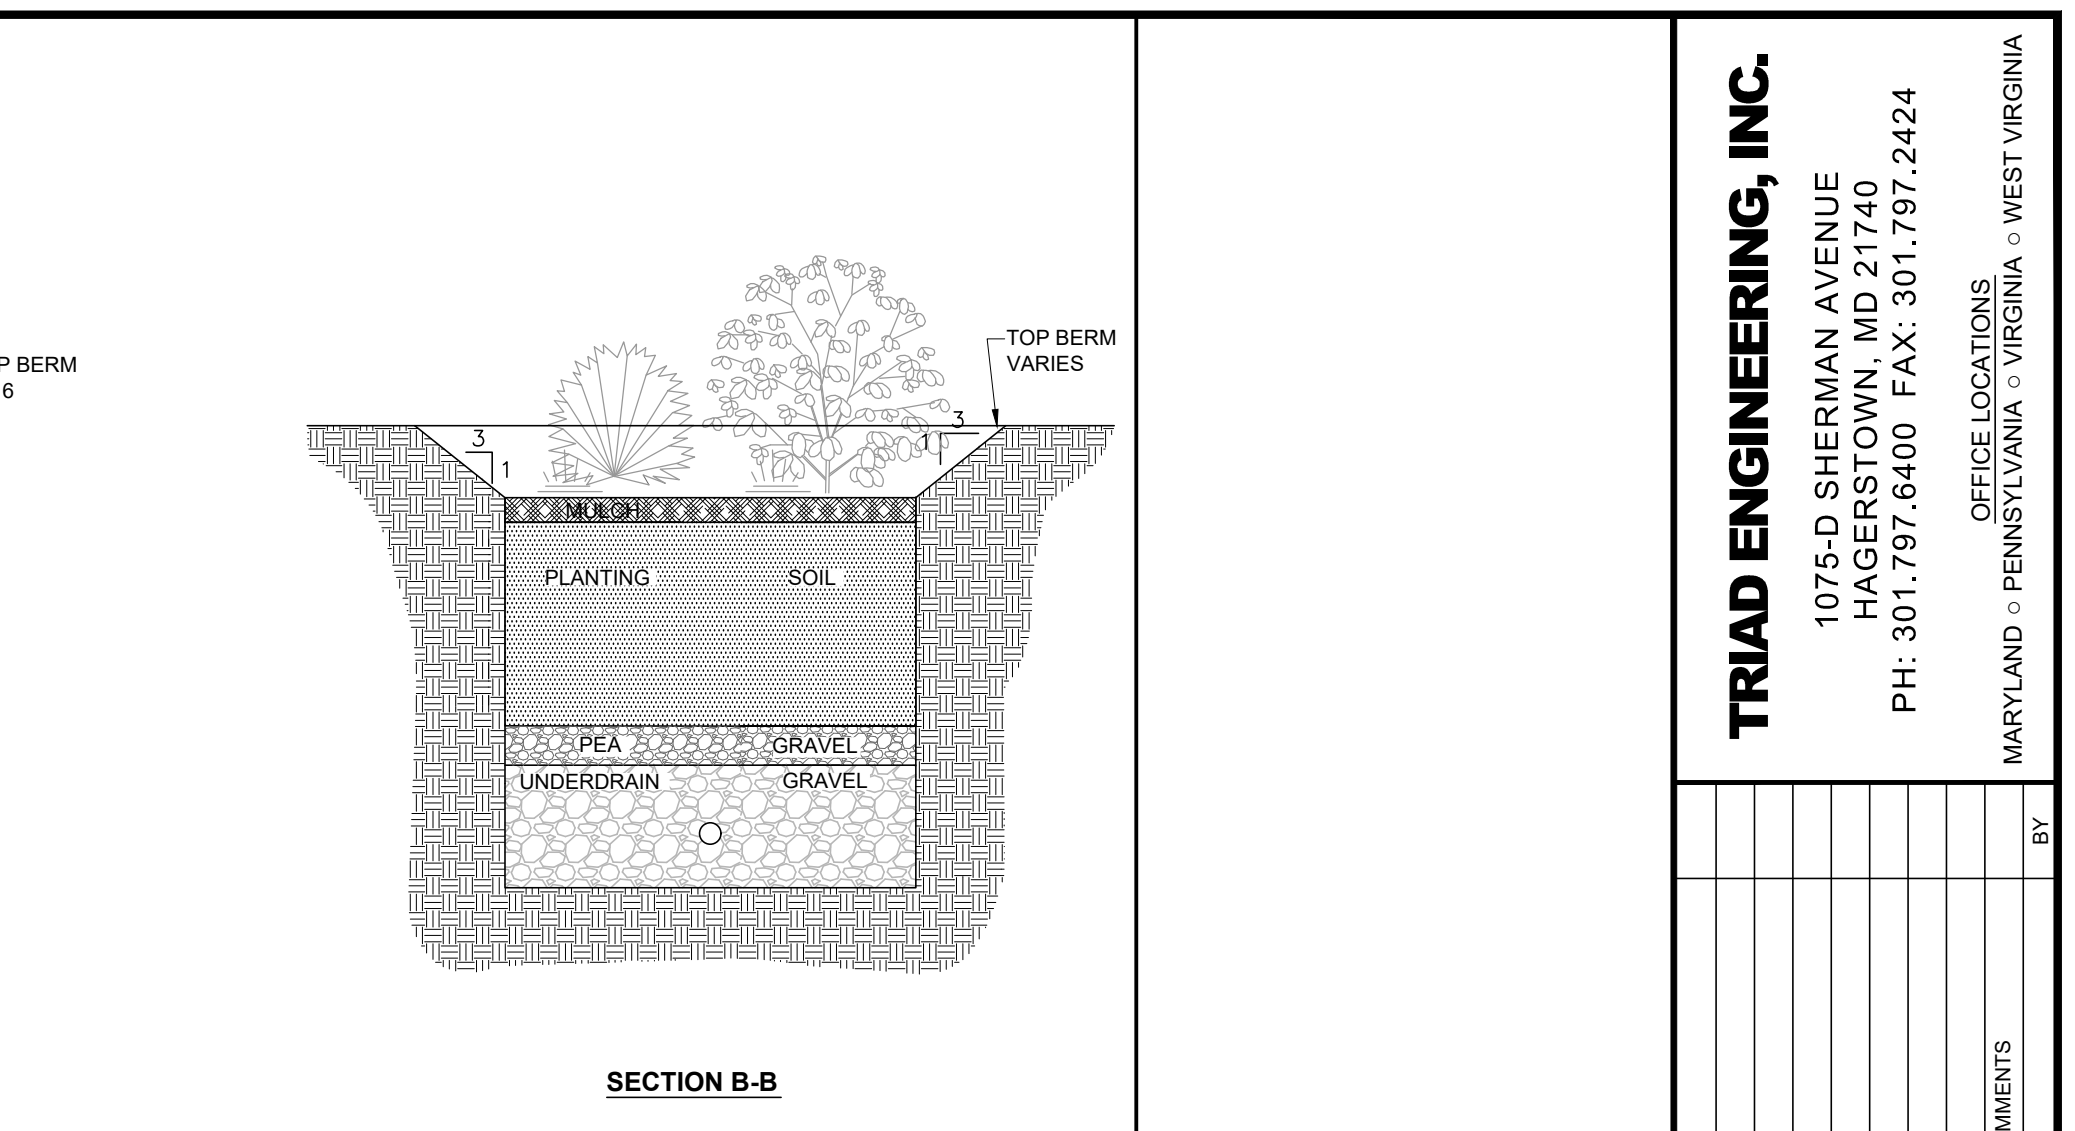 P BERM
6
TOP BERM
VARIES
3
1
3
1
MULCH
PLANTING SOIL
PEA GRAVEL
UNDERDRAIN GRAVEL
SECTION B-B
TRIAD ENGINEERING, INC.
1075-D SHERMAN AVENUE
HAGERSTOWN, MD 21740
PH: 301.797.6400 FAX: 301.797.2424
OFFICE LOCATIONS
MARYLAND ○ PENNSYLVANIA ○ VIRGINIA ○ WEST VIRGINIA
BY
MMENTS